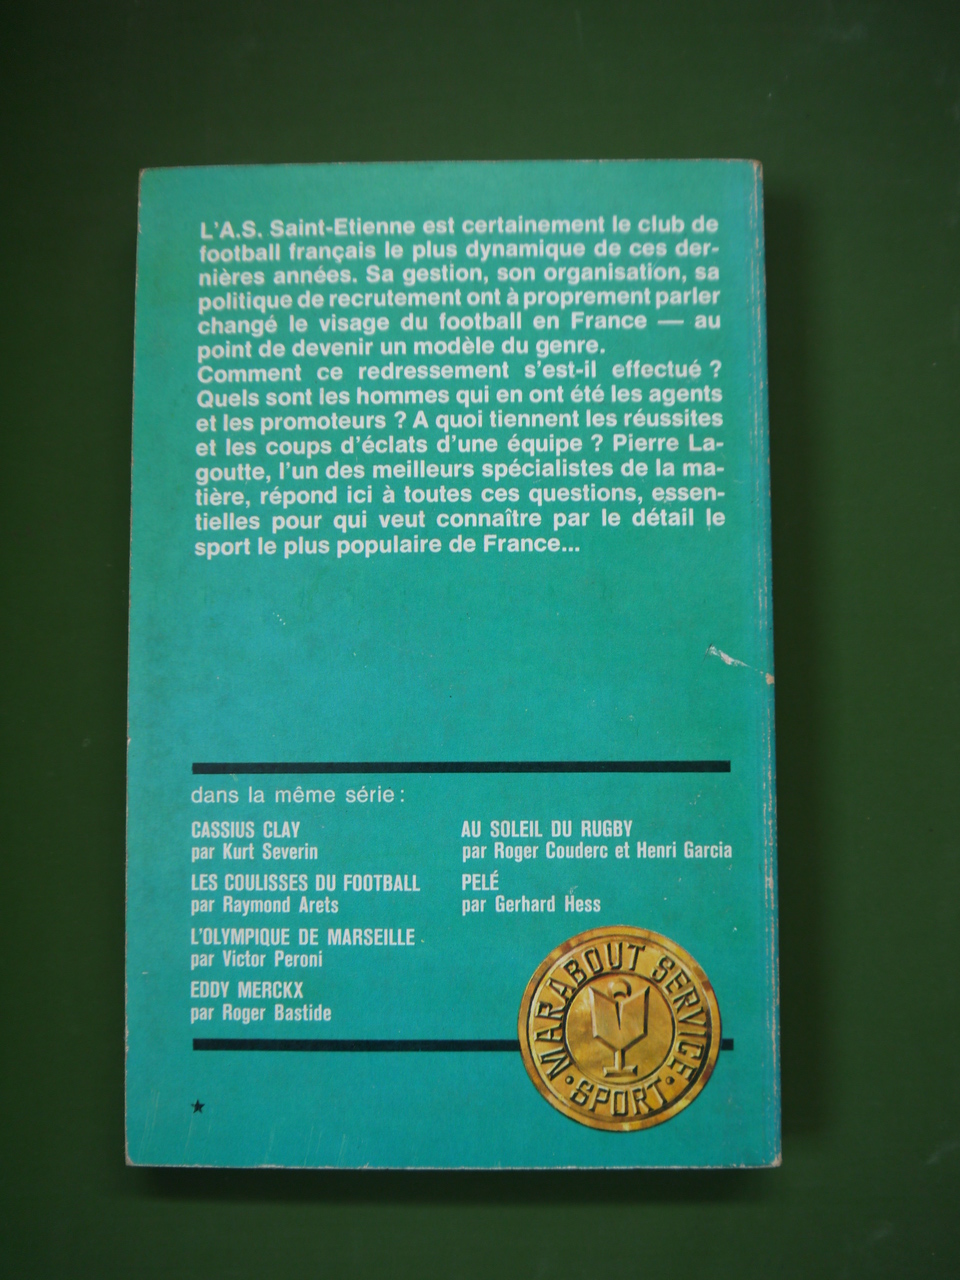 L'A.S. Saint-Etienne est certainement le club de
football français le plus dynamique de ces der-
nières années. Sa gestion, son organisation, sa
politique de recrutement ont à proprement parler
changé le visage du football en France — au
point de devenir un modèle du genre.
Comment ce redressement s'est-il effectué ?
Quels sont les hommes qui en ont été les agents
et les promoteurs ? A quoi tiennent les réussites
et les coups d'éclats d'une équipe ? Pierre La-
goutte, l'un des meilleurs spécialistes de la ma-
tière, répond ici à toutes ces questions, essen-
tielles pour qui veut connaître par le détail le
sport le plus populaire de France...
dans la même série :
CASSIUS CLAY
par Kurt Severin
LES COULISSES DU FOOTBALL
par Raymond Arets
L'OLYMPIQUE DE MARSEILLE
par Victor Peroni
EDDY MERCKX
par Roger Bastide
AU SOLEIL DU RUGBY
par Roger Couderc et Henri Garcia
PELÉ
par Gerhard Hess
MARABOUT SERVICE
• SPORT •